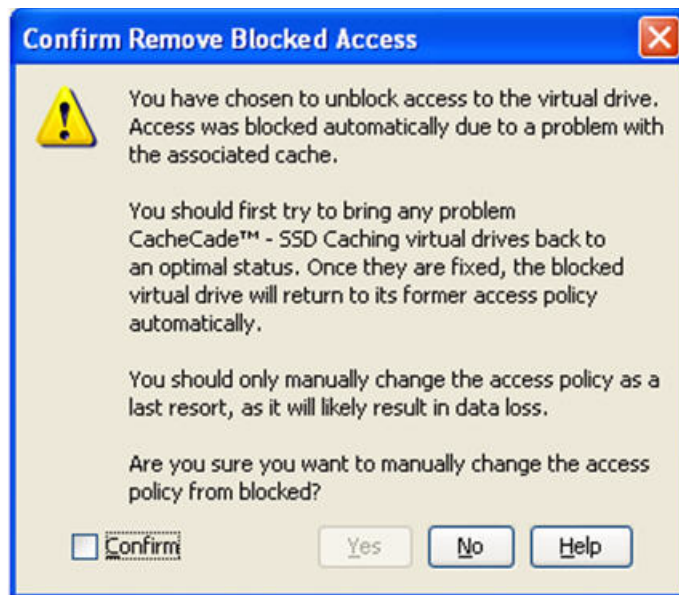 Confirm Remove Blocked Access
You have chosen to unblock access to the virtual drive.
Access was blocked automatically due to a problem with
the associated cache.
You should first try to bring any problem
CacheCade™ - SSD Caching virtual drives back to
an optimal status. Once they are fixed, the blocked
virtual drive will return to its former access policy
automatically.
You should only manually change the access policy as a
last resort, as it will likely result in data loss.
Are you sure you want to manually change the access
policy from blocked?
Confirm Yes No Help